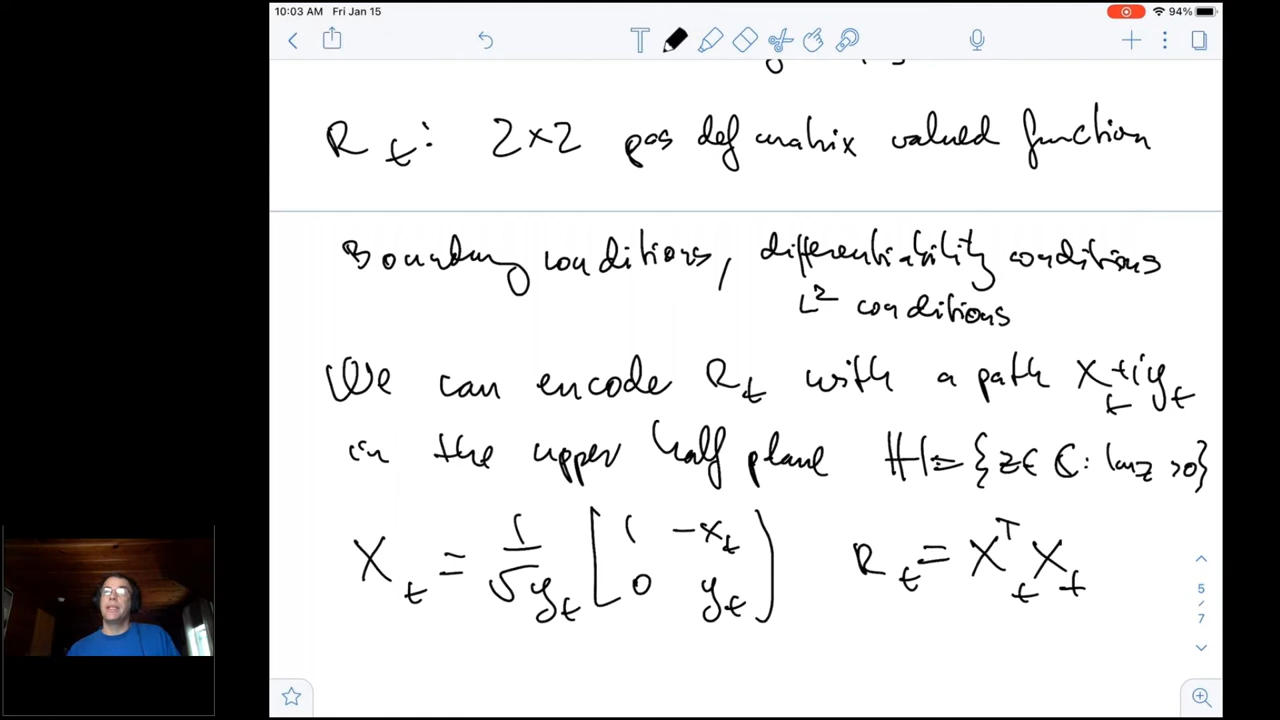 10:03 AM Fri Jan 15
94%
R_t: 2×2 pos def matrix valued function
Boundary conditions, differentiability conditions
L² conditions
We can encode R_t with a path x_t+iy_t
in the upper half plane ℍ={z∈ℂ: Imz>0}
X_t = 1/√y_t [1 -x_t; 0 y_t] R_t = X_t^T X_t
5
/
7